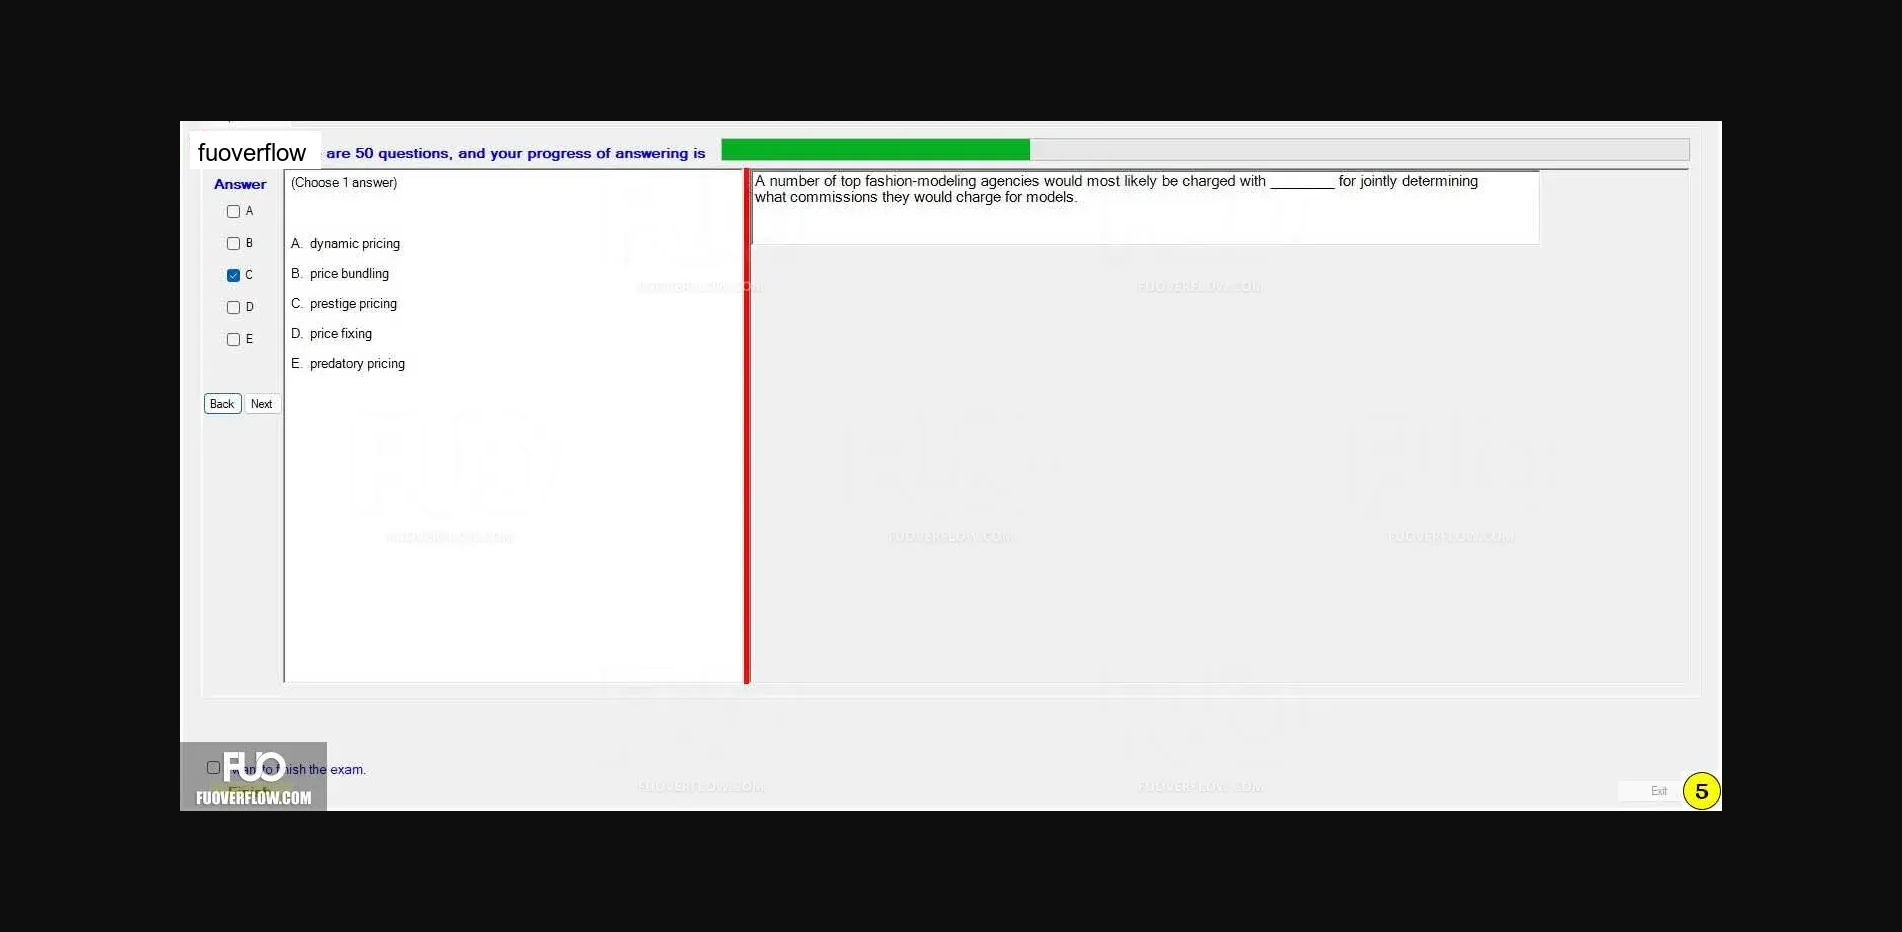 fuoverflow are 50 questions, and your progress of answering is
Answer
A
B
C
D
E
Back Next
(Choose 1 answer)
A. dynamic pricing
B. price bundling
C. prestige pricing
D. price fixing
E. predatory pricing
A number of top fashion-modeling agencies would most likely be charged with ________ for jointly determining
what commissions they would charge for models.
FUOVERFLOW.COM
FUOVERFLOW.COM
FUOVERFLOW.COM
FUOVERFLOW.COM
FUOVERFLOW.COM
FUOVERFLOW.COM
FUOVERFLOW.COM
FUO
want to finish the exam.
Finish
FUOVERFLOW.COM
Exit
5